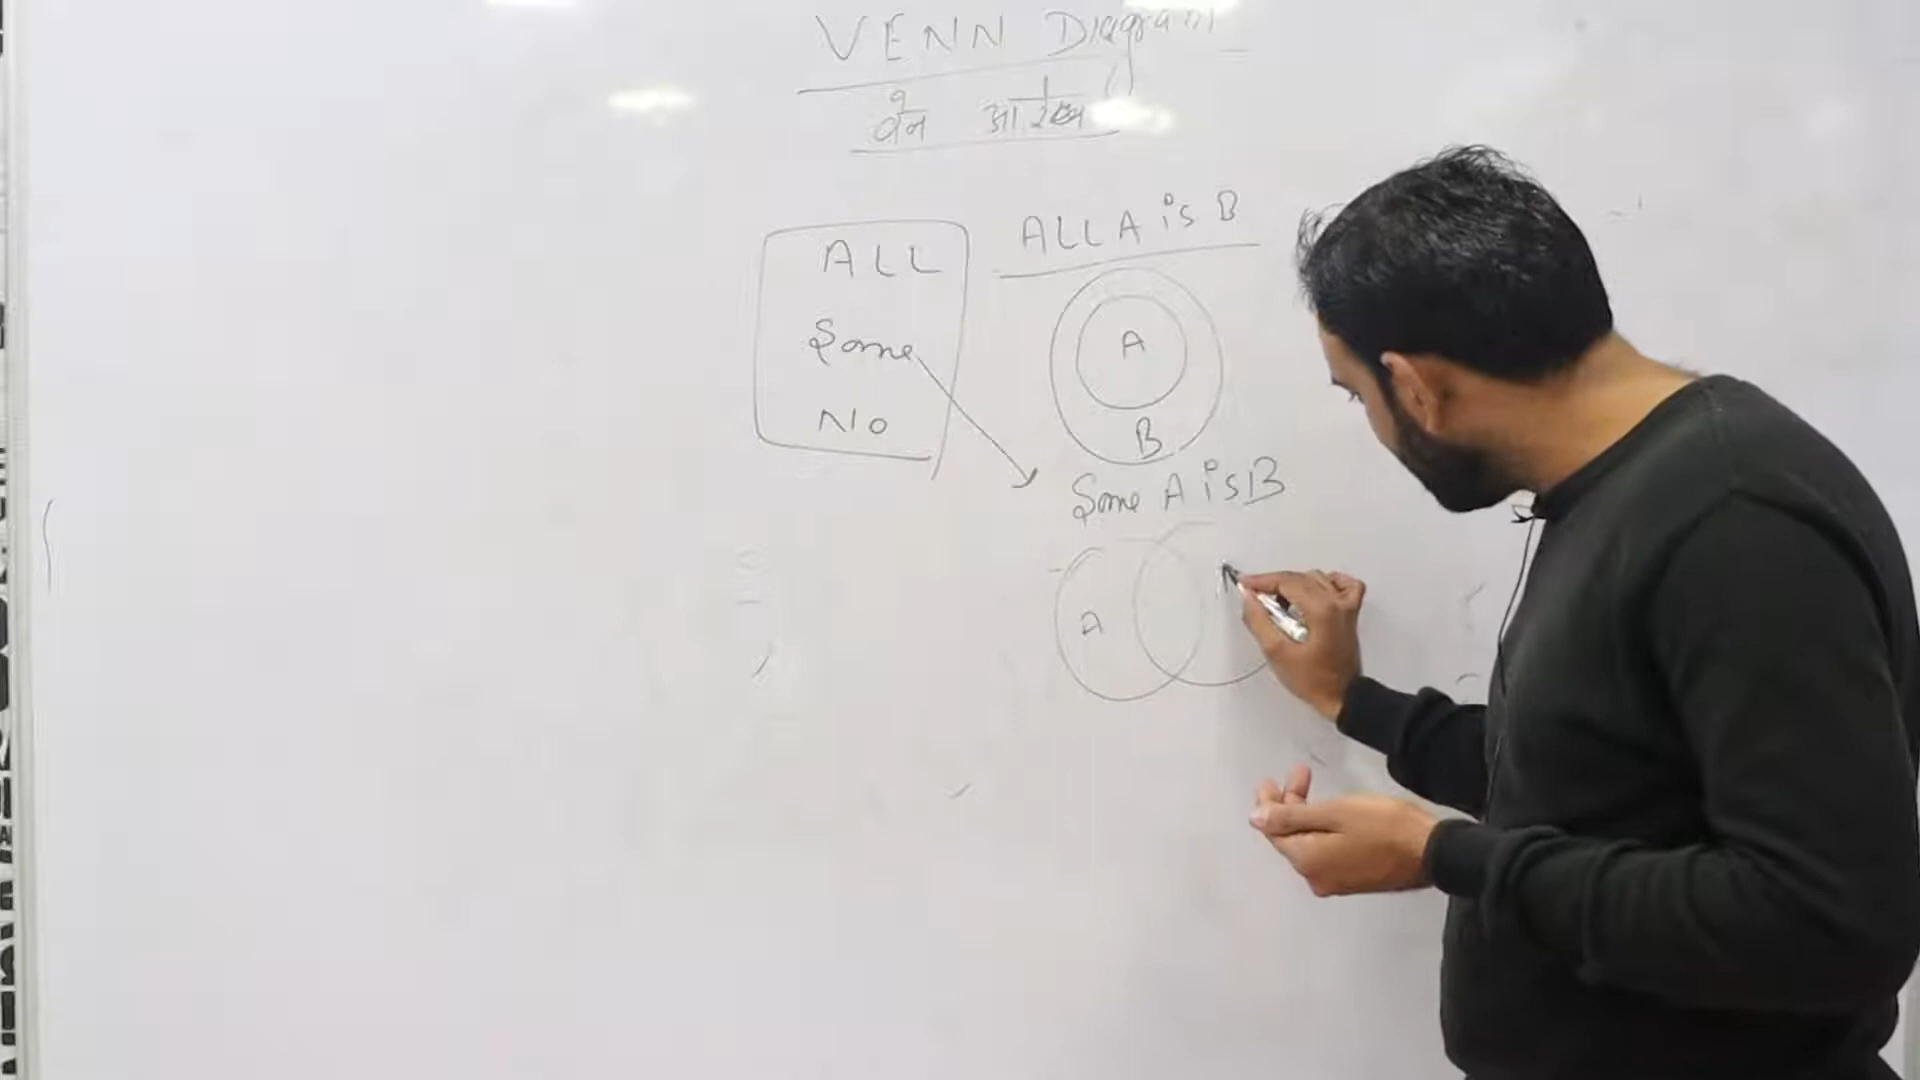 VENN Diagram
वेन आरेख
ALL
Some
No
ALL A is B
A
B
Some A is B
A